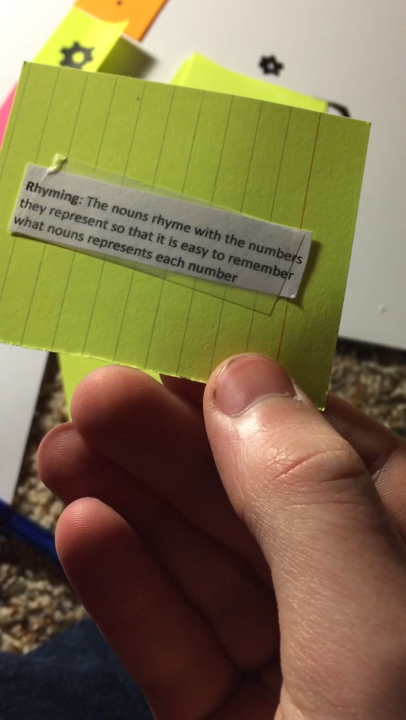 Rhyming: The nouns rhyme with the numbers
they represent so that it is easy to remember
what nouns represents each number